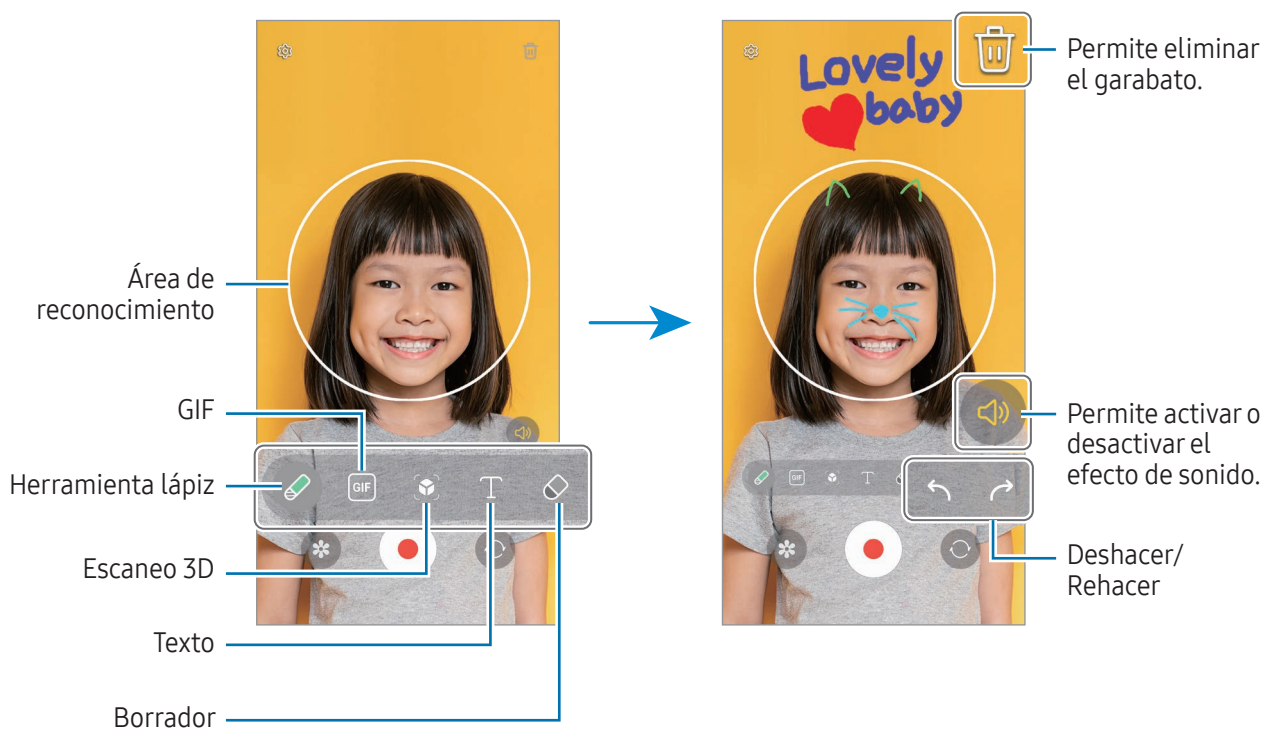 Área de
reconocimiento
GIF
Herramienta lápiz
Escaneo 3D
Texto
Borrador
GIF
T
Lovely
baby
GIF
T
Permite eliminar
el garabato.
Permite activar o
desactivar el
efecto de sonido.
Deshacer/
Rehacer